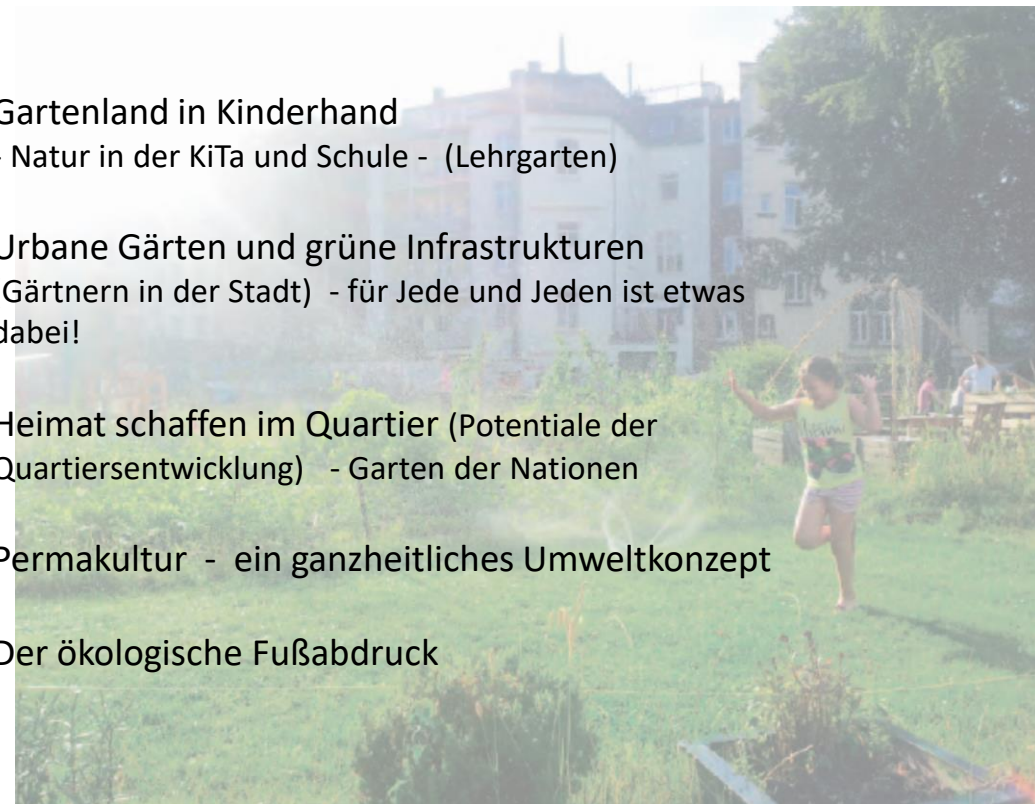 Gartenland in Kinderhand
- Natur in der KiTa und Schule -  (Lehrgarten)
Urbane Gärten und grüne Infrastrukturen
(Gärtnern in der Stadt)  - für Jede und Jeden ist etwas
dabei!
Heimat schaffen im Quartier (Potentiale der
Quartiersentwicklung)   - Garten der Nationen
Permakultur  -  ein ganzheitliches Umweltkonzept
Der ökologische Fußabdruck